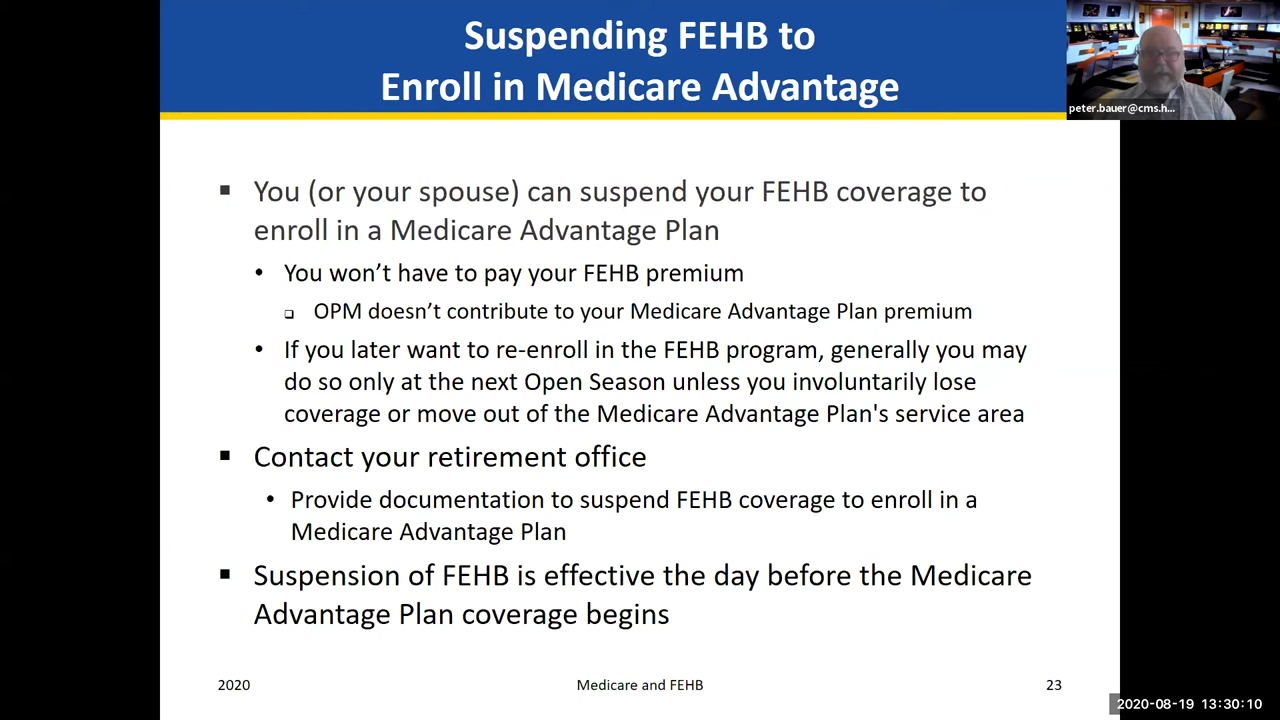 Suspending FEHB to
Enroll in Medicare Advantage
peter.bauer@cms.h...
▪ You (or your spouse) can suspend your FEHB coverage to
enroll in a Medicare Advantage Plan
• You won’t have to pay your FEHB premium
❑ OPM doesn’t contribute to your Medicare Advantage Plan premium
• If you later want to re-enroll in the FEHB program, generally you may
do so only at the next Open Season unless you involuntarily lose
coverage or move out of the Medicare Advantage Plan's service area
▪ Contact your retirement office
• Provide documentation to suspend FEHB coverage to enroll in a
Medicare Advantage Plan
▪ Suspension of FEHB is effective the day before the Medicare
Advantage Plan coverage begins
2020 Medicare and FEHB 23
2020-08-19 13:30:10